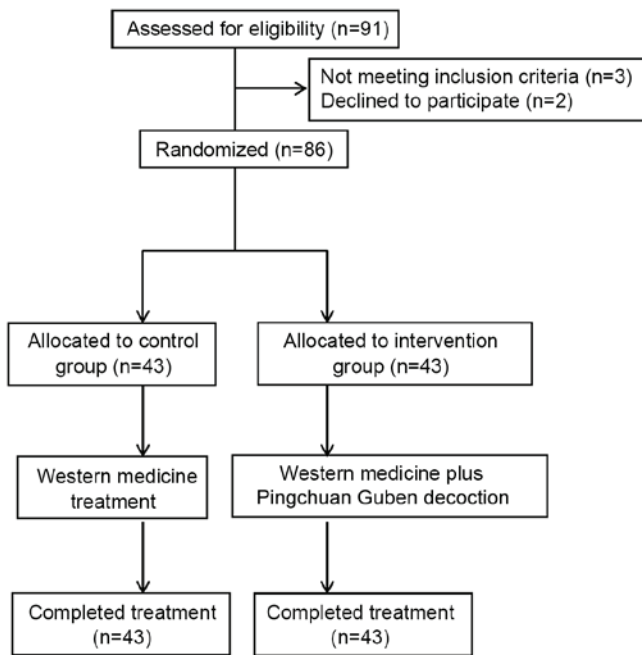 Assessed for eligibility (n=91)
Not meeting inclusion criteria (n=3)
Declined to participate (n=2)
Randomized (n=86)
Allocated to control
group (n=43)
Allocated to intervention
group (n=43)
Western medicine
treatment
Western medicine plus
Pingchuan Guben decoction
Completed treatment
(n=43)
Completed treatment
(n=43)